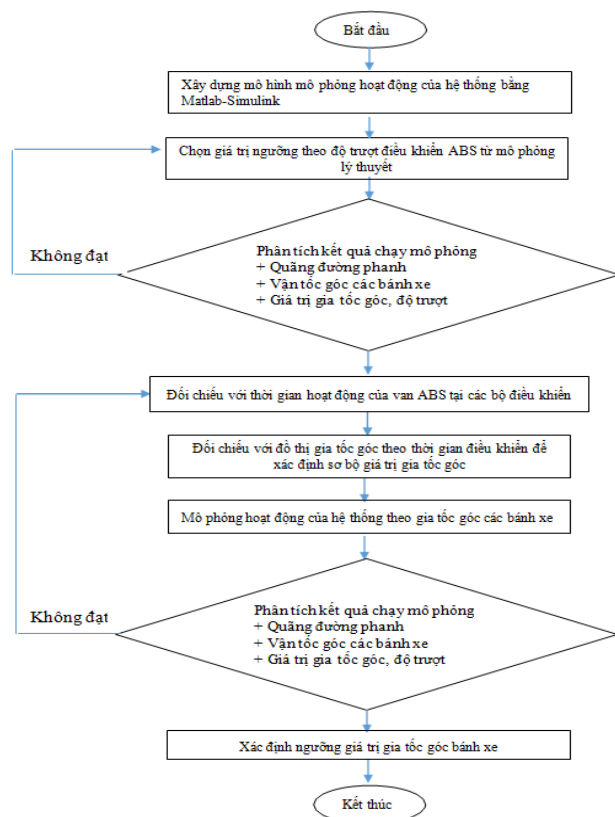 Bắt đầu
Xây dựng mô hình mô phỏng hoạt động của hệ thống bằng
Matlab-Simulink
Chọn giá trị ngưỡng theo độ trượt điều khiển ABS từ mô phỏng
lý thuyết
Không đạt
Phân tích kết quả chạy mô phỏng
+ Quãng đường phanh
+ Vận tốc góc các bánh xe
+ Giá trị gia tốc góc, độ trượt
Đối chiếu với thời gian hoạt động của van ABS tại các bộ điều khiển
Đối chiếu với đồ thị gia tốc góc theo thời gian điều khiển để
xác định sơ bộ giá trị gia tốc góc
Mô phỏng hoạt động của hệ thống theo gia tốc góc các bánh xe
Không đạt
Phân tích kết quả chạy mô phỏng
+ Quãng đường phanh
+ Vận tốc góc các bánh xe
+ Giá trị gia tốc góc, độ trượt
Xác định ngưỡng giá trị gia tốc góc bánh xe
Kết thúc